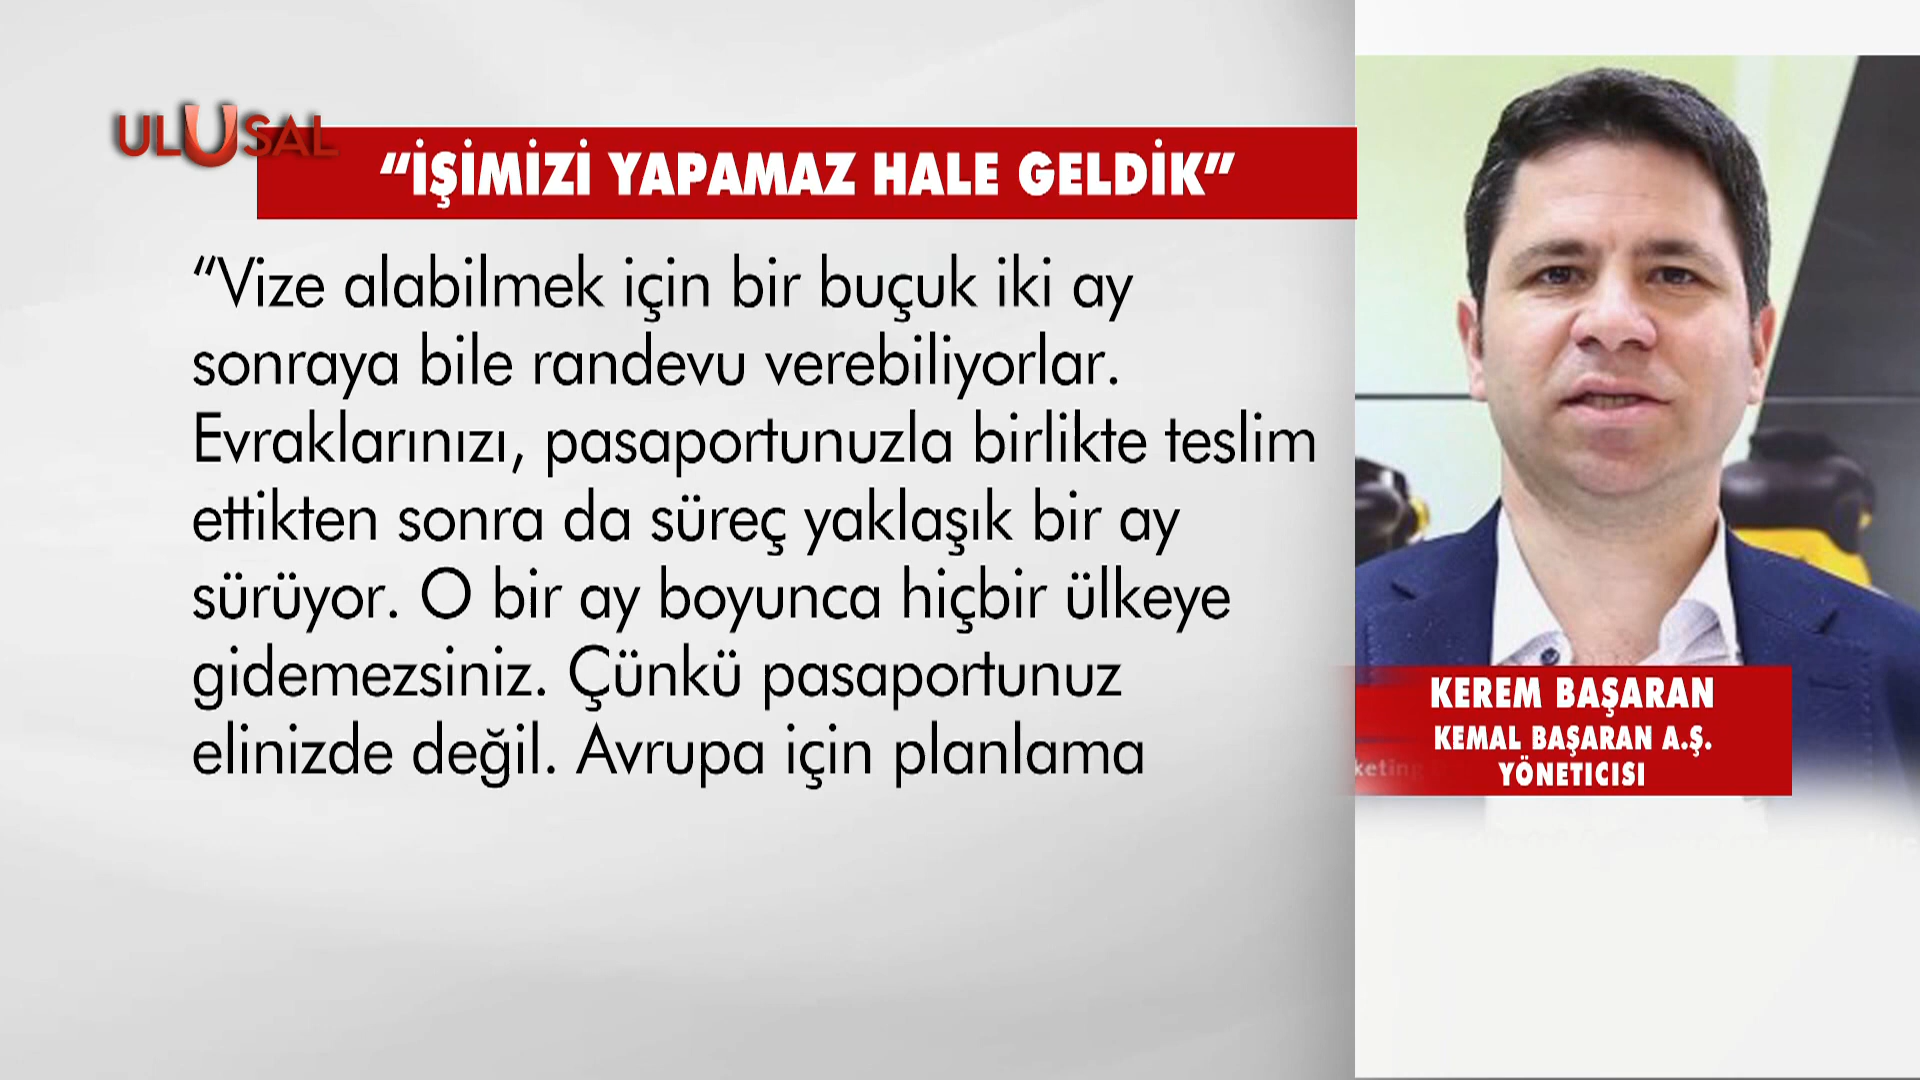 ULUSAL
“İŞİMİZİ YAPAMAZ HALE GELDİK”
“Vize alabilmek için bir buçuk iki ay
sonraya bile randevu verebiliyorlar.
Evraklarınızı, pasaportunuzla birlikte teslim
ettikten sonra da süreç yaklaşık bir ay
sürüyor. O bir ay boyunca hiçbir ülkeye
gidemezsiniz. Çünkü pasaportunuz
elinizde değil. Avrupa için planlama
KEREM BAŞARAN
KEMAL BAŞARAN A.Ş.
YÖNETICISI
keting